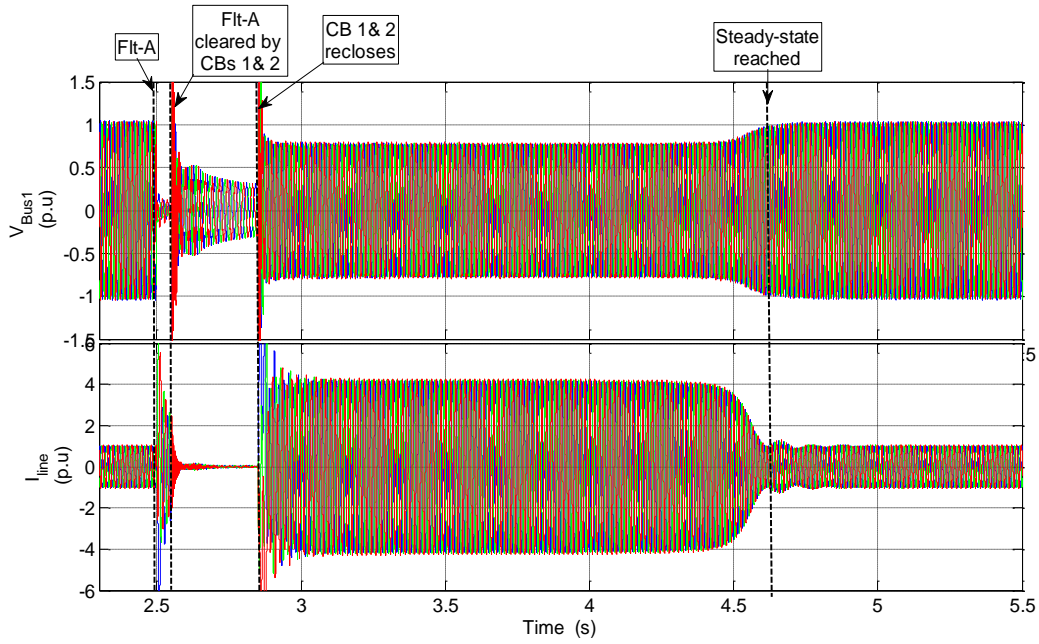 Flt-A
Flt-A
cleared by
CBs 1& 2
CB 1& 2
recloses
Steady-state
reached
1.5
1
0.5
0
-0.5
-1
-1.5
V_Bus1
(p.u)
6
4
2
0
-2
-4
-6
I_line
(p.u)
5
2.5
3
3.5
4
4.5
5
5.5
Time (s)